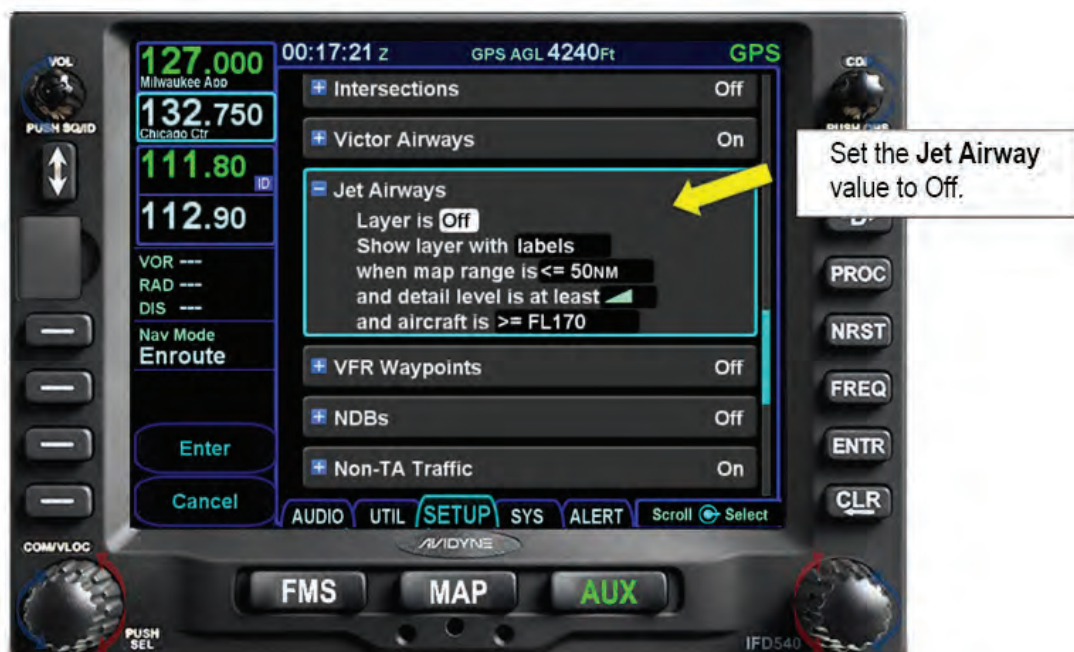 VOL
PUSH SQ/ID
127.000
Milwaukee App
132.750
Chicago Ctr
111.80 ID
112.90
VOR ---
RAD ---
DIS ---
Nav Mode
Enroute
Enter
Cancel
00:17:21 Z GPS AGL 4240Ft GPS
Intersections Off
Victor Airways On
Jet Airways
Layer is Off
Show layer with labels
when map range is <= 50NM
and detail level is at least
and aircraft is >= FL170
VFR Waypoints Off
NDBs Off
Non-TA Traffic On
AUDIO UTIL SETUP SYS ALERT Scroll Select
CDI
Set the Jet Airway
value to Off.
PROC
NRST
FREQ
ENTR
CLR
AVIDYNE
COM/VLOC
PUSH
SEL
FMS MAP AUX
IFD540